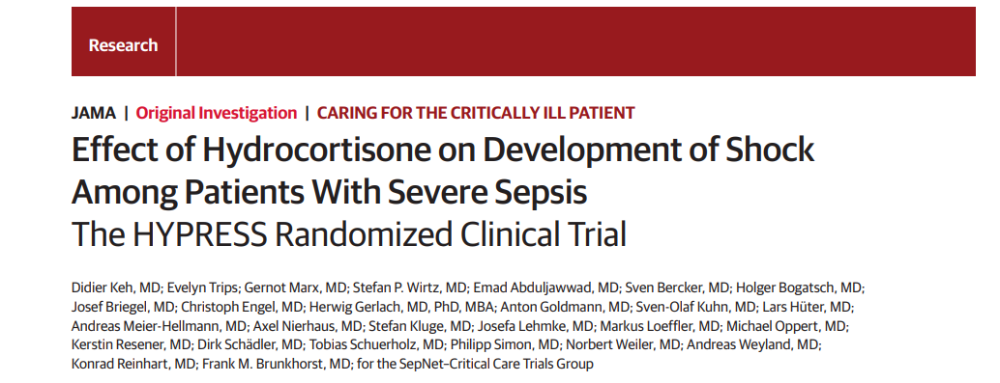 Research
JAMA | Original Investigation | CARING FOR THE CRITICALLY ILL PATIENT
Effect of Hydrocortisone on Development of Shock
Among Patients With Severe Sepsis
The HYPRESS Randomized Clinical Trial
Didier Keh, MD; Evelyn Trips; Gernot Marx, MD; Stefan P. Wirtz, MD; Emad Abduljawwad, MD; Sven Bercker, MD; Holger Bogatsch, MD;
Josef Briegel, MD; Christoph Engel, MD; Herwig Gerlach, MD, PhD, MBA; Anton Goldmann, MD; Sven-Olaf Kuhn, MD; Lars Hüter, MD;
Andreas Meier-Hellmann, MD; Axel Nierhaus, MD; Stefan Kluge, MD; Josefa Lehmke, MD; Markus Loeffler, MD; Michael Oppert, MD;
Kerstin Resener, MD; Dirk Schädler, MD; Tobias Schuerholz, MD; Philipp Simon, MD; Norbert Weiler, MD; Andreas Weyland, MD;
Konrad Reinhart, MD; Frank M. Brunkhorst, MD; for the SepNet–Critical Care Trials Group